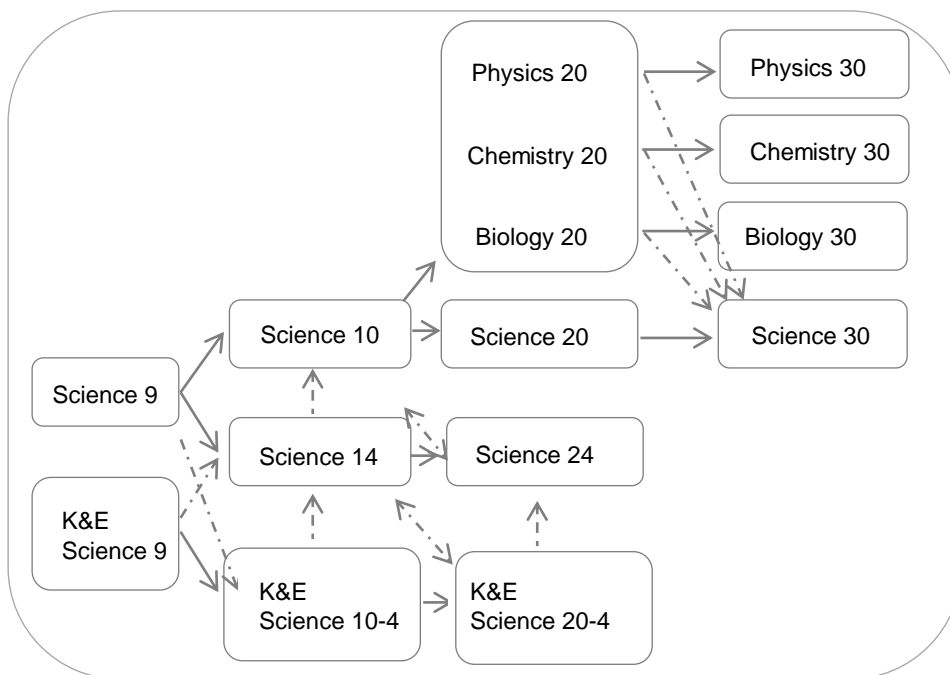 Physics 20
Physics 30
Chemistry 20
Chemistry 30
Biology 20
Biology 30
Science 10
Science 20
Science 30
Science 9
Science 14
Science 24
K&E
Science 9
K&E
Science 10-4
K&E
Science 20-4